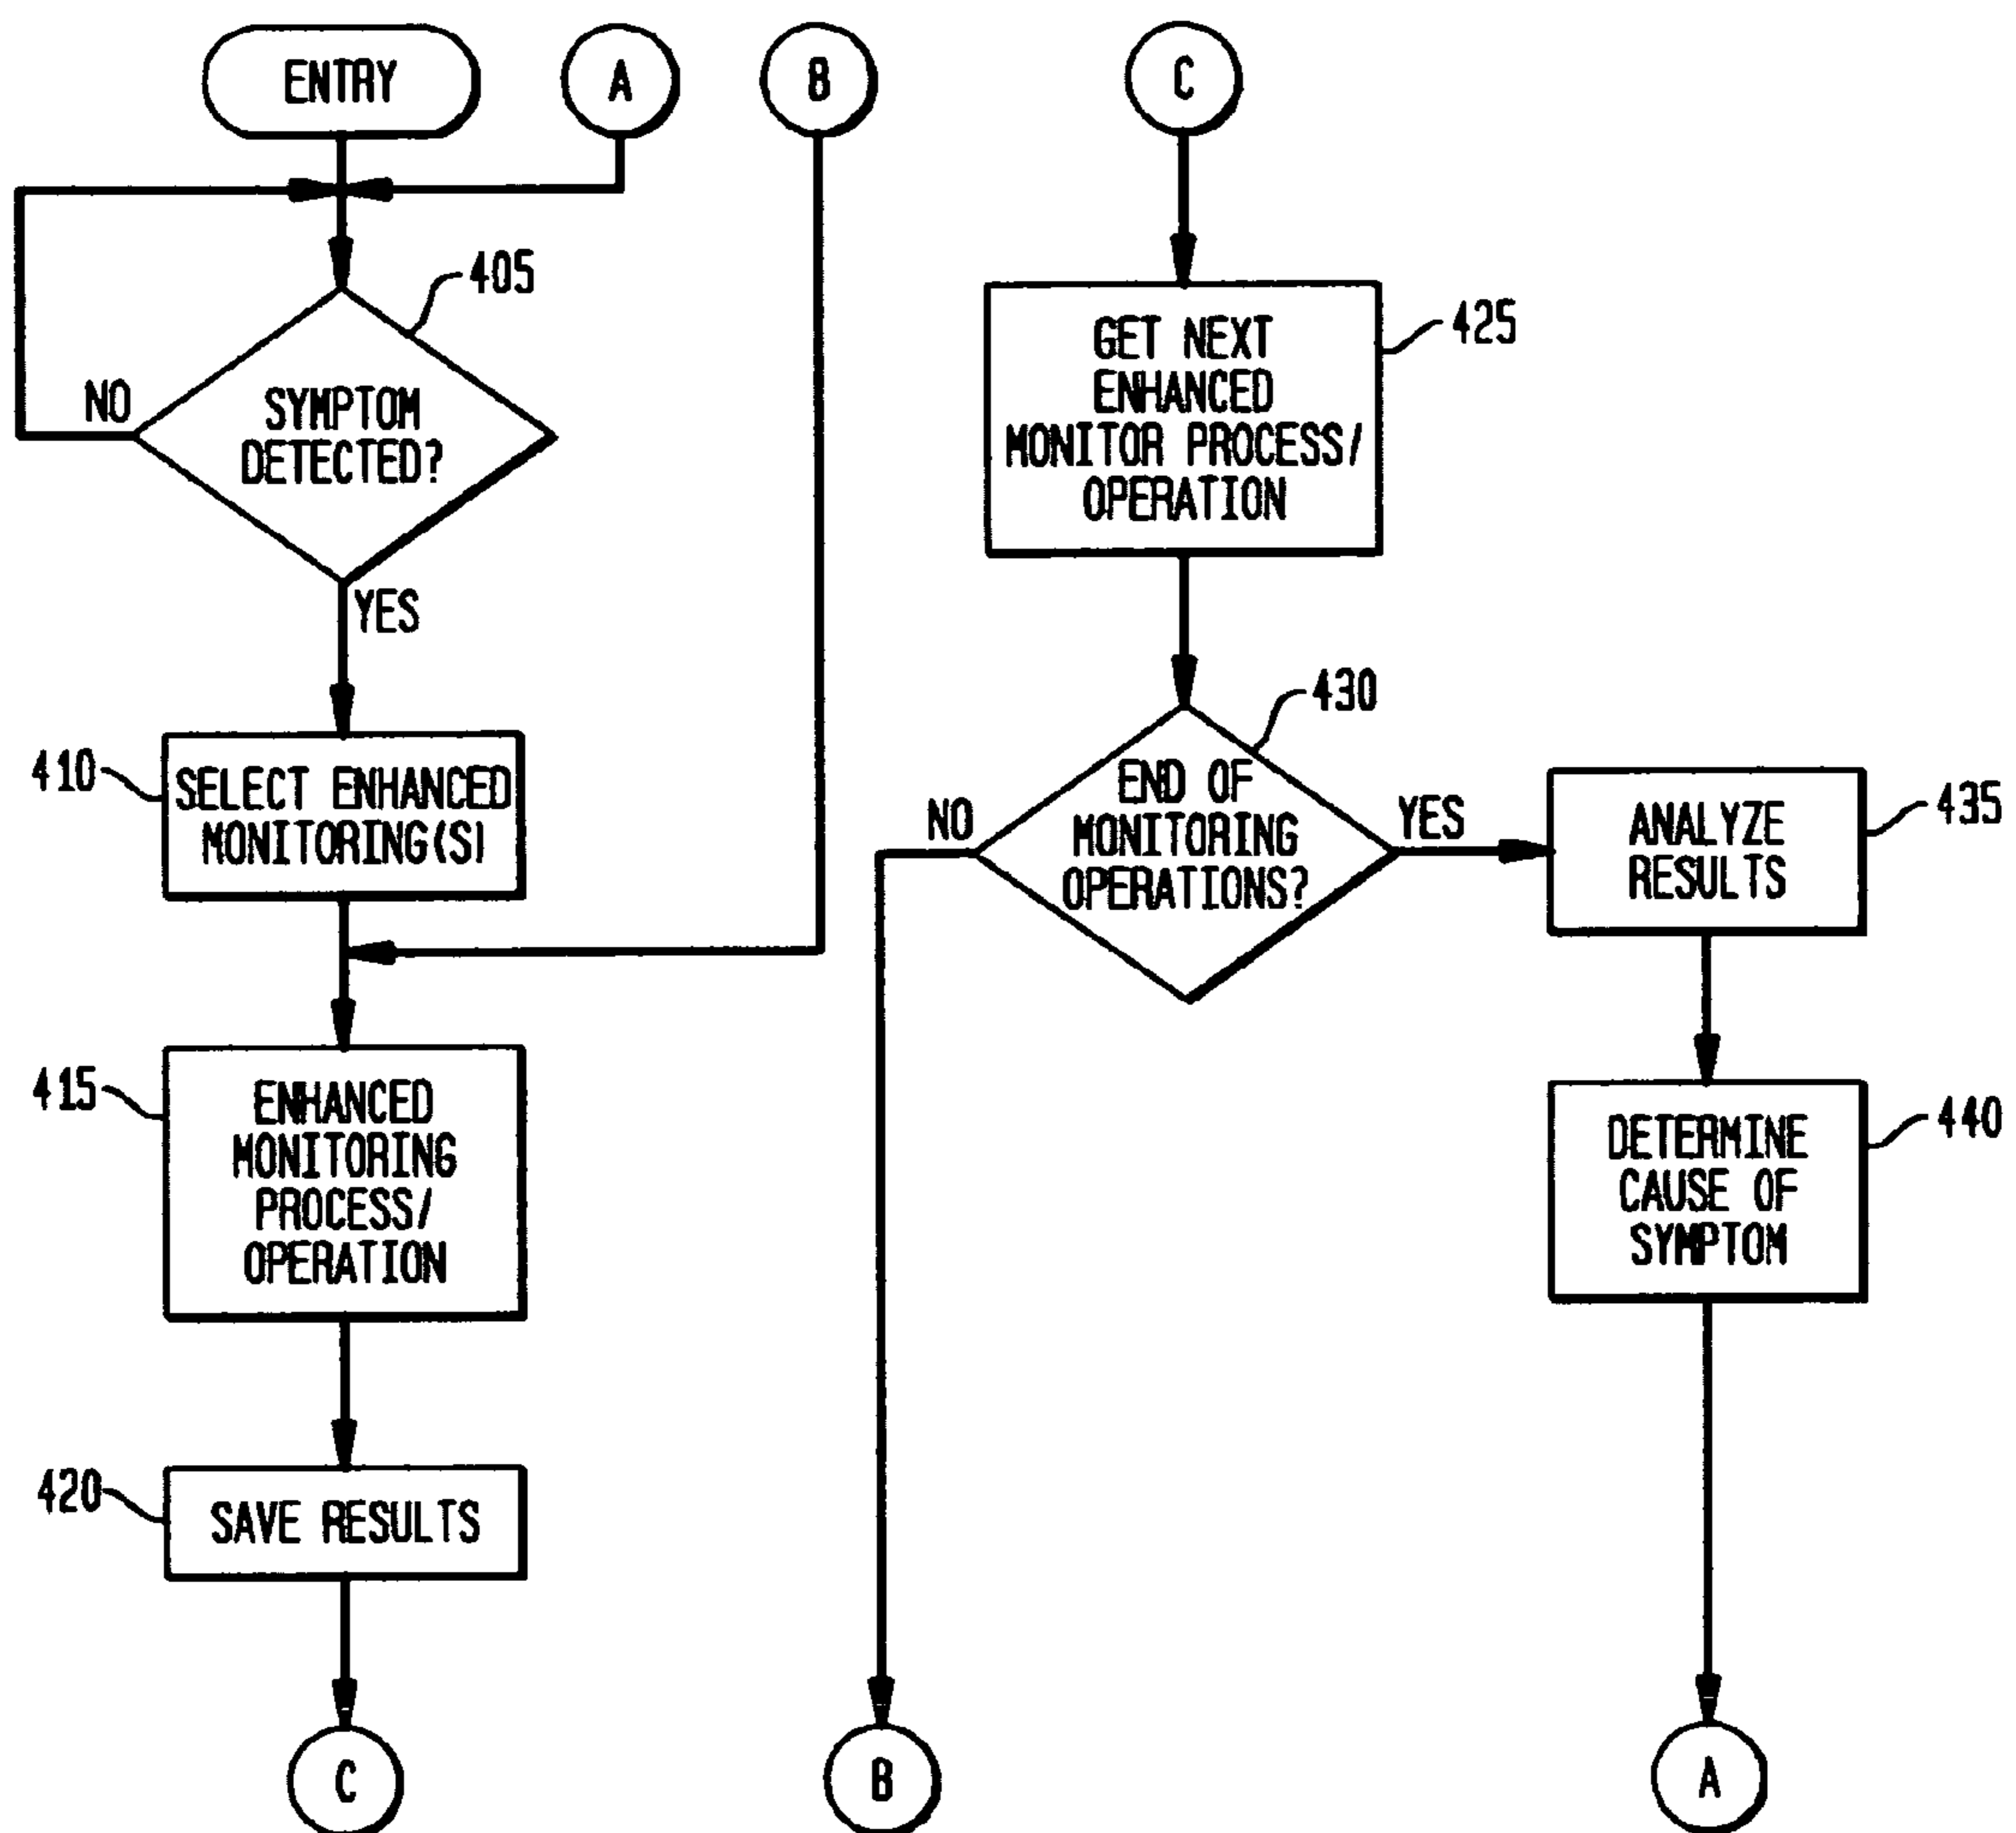 ENTRY
A
B
C
405
NO
SYMPTOM
DETECTED?
YES
410
SELECT ENHANCED
MONITORING(S)
415
ENHANCED
MONITORING
PROCESS/
OPERATION
420
SAVE RESULTS
C
425
GET NEXT
ENHANCED
MONITOR PROCESS/
OPERATION
430
END OF
MONITORING
OPERATIONS?
NO
YES
B
435
ANALYZE
RESULTS
440
DETERMINE
CAUSE OF
SYMPTOM
A